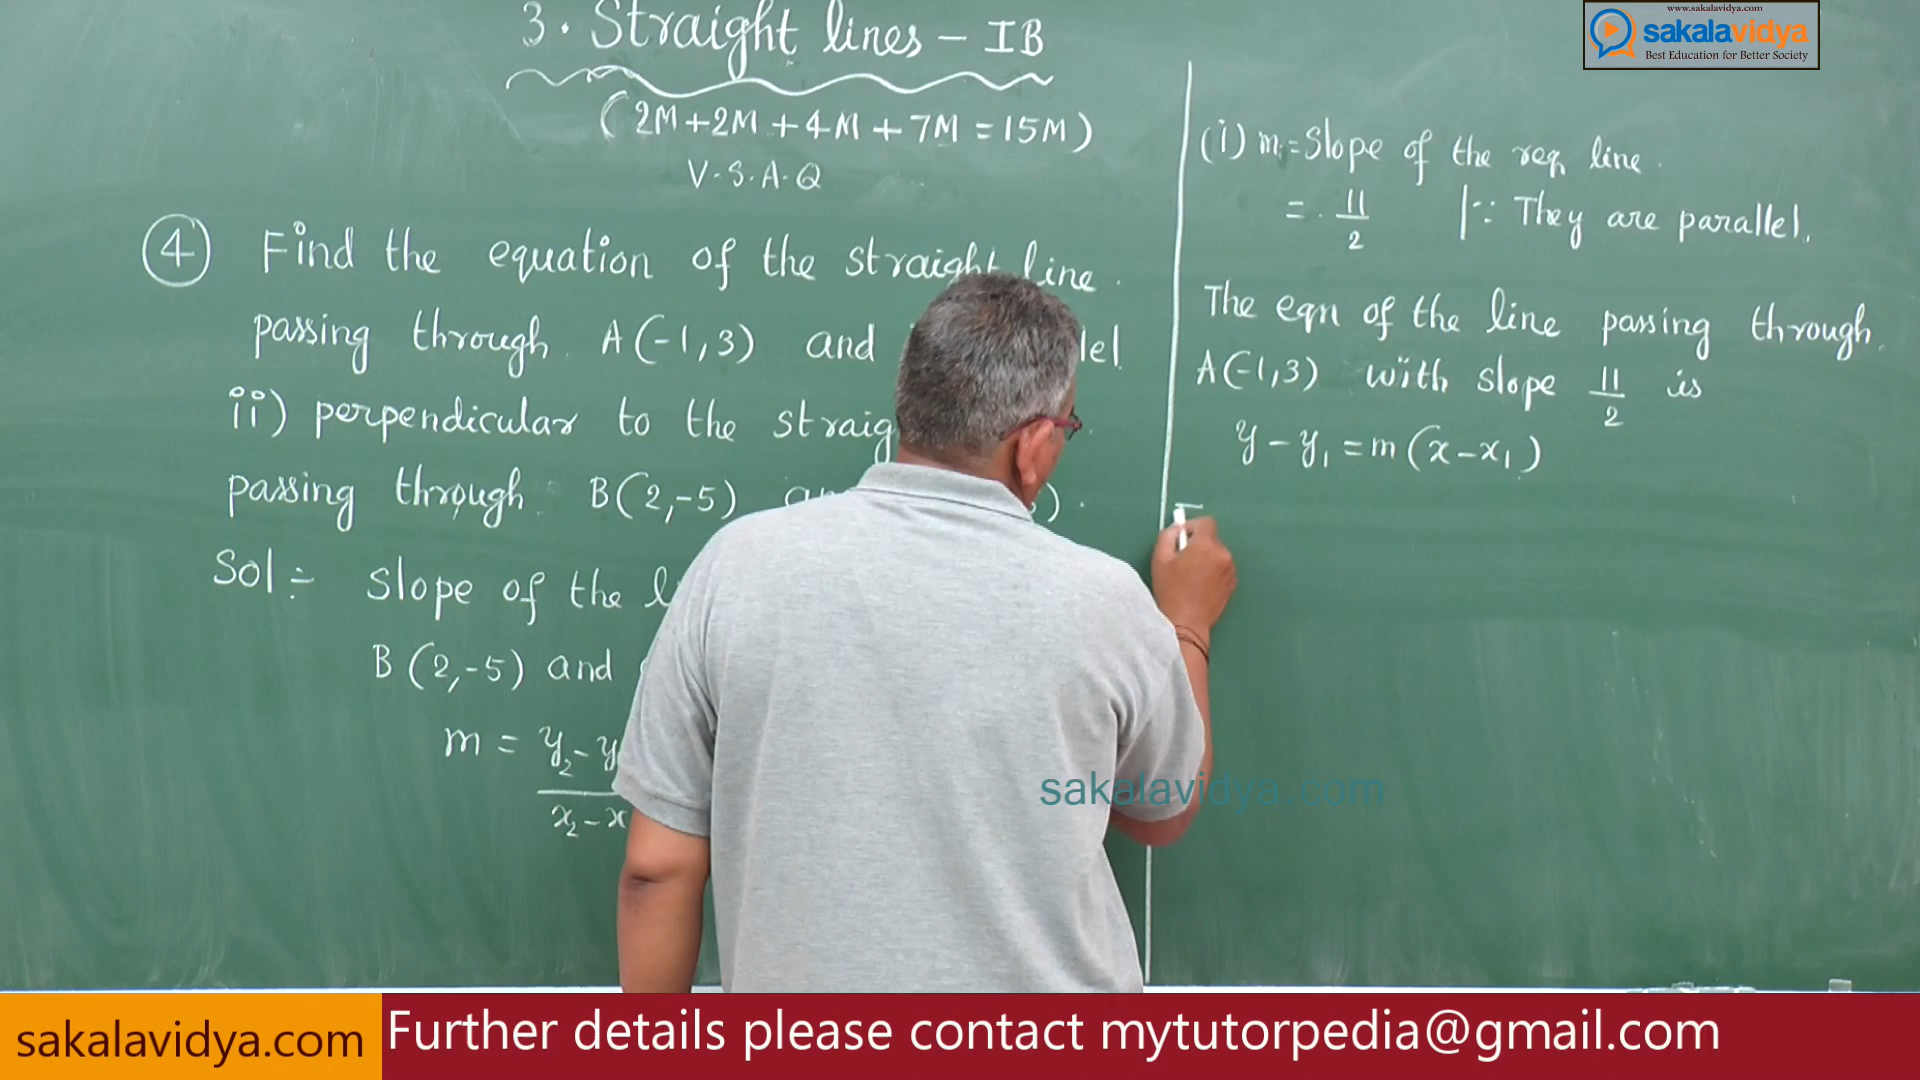 3. Straight lines - IB
(2M+2M+4M+7M=15M)
V.S.A.Q
④ Find the equation of the straight line
passing through A(-1,3) and
ii) perpendicular to the
passing through B(2,-5)
Sol:- Slope of the
B(2,-5) and
m = y₂-
x₂-
(i) m = Slope of the req line.
= 11/2 | ∵ They are parallel.
The eqn of the line passing through
A(-1,3) with slope 11/2 is
y - y₁ = m(x - x₁)
www.sakalavidya.com
sakalavidya
Best Education for Better Society
sakalavidya.com
sakalavidya.com
Further details please contact mytutorpedia@gmail.com